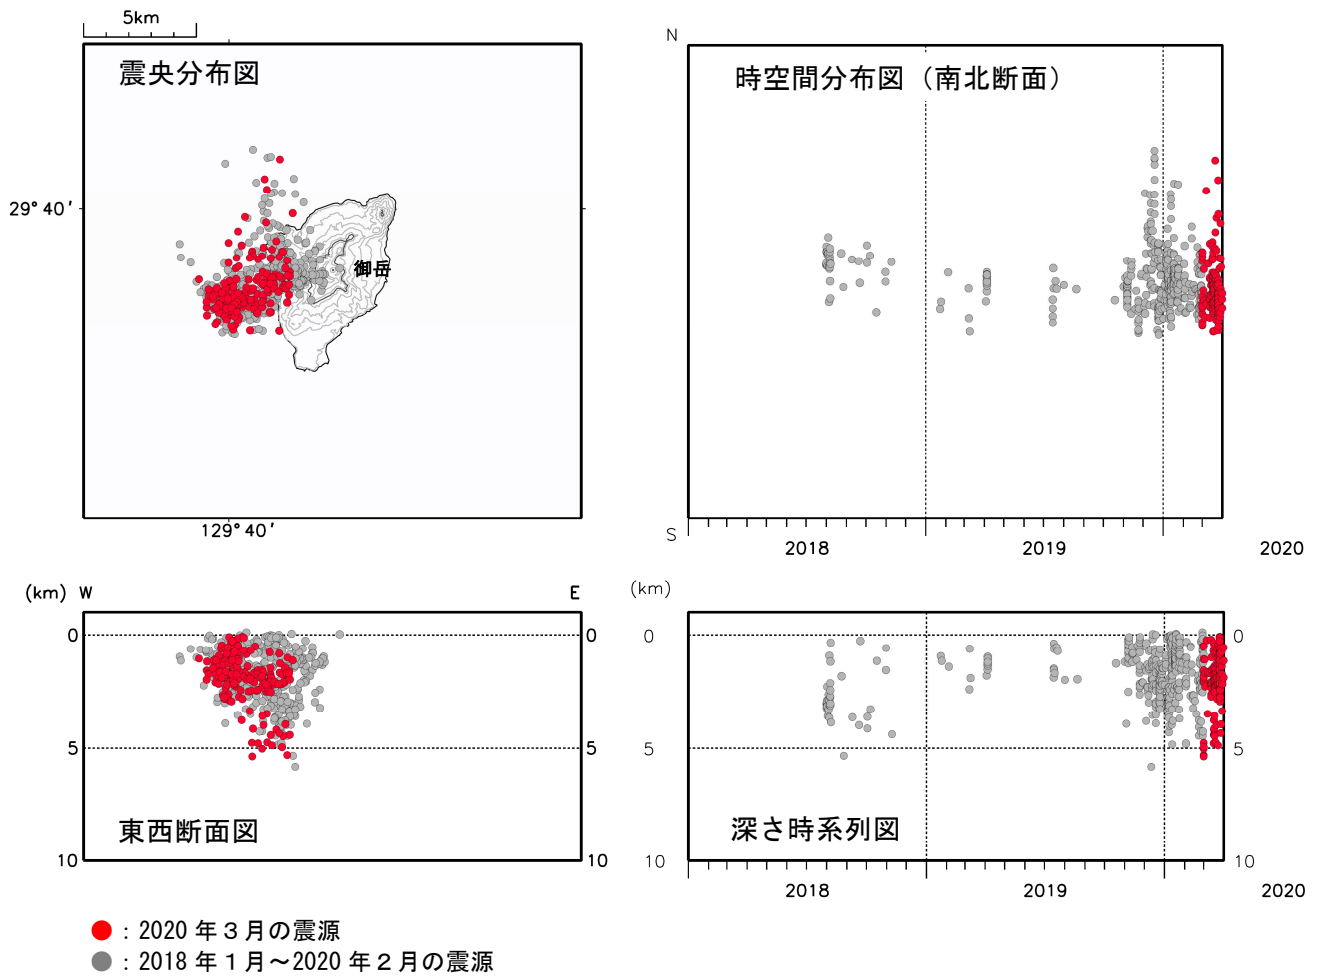 5km
震央分布図
29°40′
御岳
129°40′
N
時空間分布図（南北断面）
S
2018 2019 2020
(km) W E
0 0
5 5
東西断面図
10 10
(km)
0 0
5 5
深さ時系列図
10 10
2018 2019 2020
：2020 年３月の震源
：2018 年１月～2020 年２月の震源